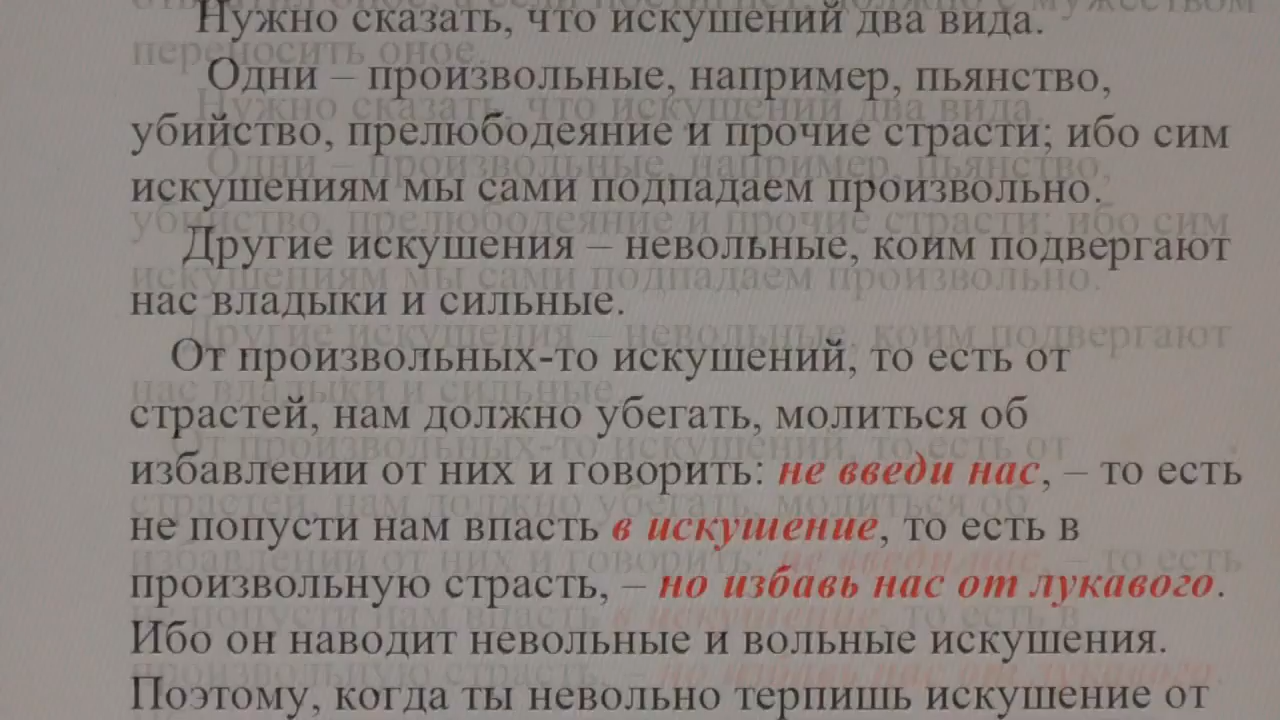 Нужно сказать, что искушений два вида.
Одни – произвольные, например, пьянство,
убийство, прелюбодеяние и прочие страсти; ибо сим
искушениям мы сами подпадаем произвольно.
Другие искушения – невольные, коим подвергают
нас владыки и сильные.
От произвольных-то искушений, то есть от
страстей, нам должно убегать, молиться об
избавлении от них и говорить: не введи нас, – то есть
не попусти нам впасть в искушение, то есть в
произвольную страсть, – но избавь нас от лукавого.
Ибо он наводит невольные и вольные искушения.
Поэтому, когда ты невольно терпишь искушение от